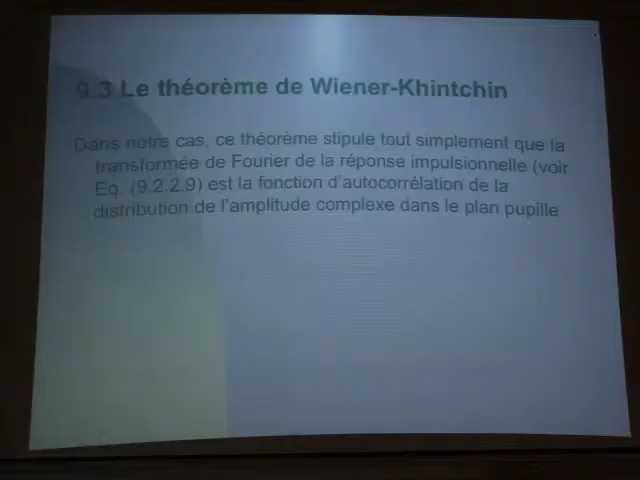 9.3 Le théorème de Wiener-Khintchin
Dans notre cas, ce théorème stipule tout simplement que la
transformée de Fourier de la réponse impulsionnelle (voir
Eq. (9.2.2.9) est la fonction d'autocorrélation de la
distribution de l'amplitude complexe dans le plan pupille